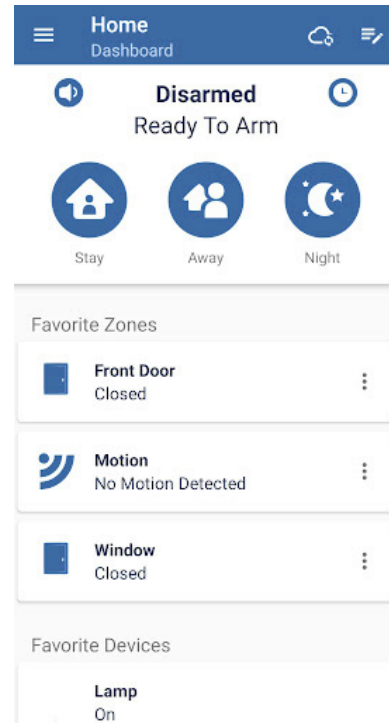 Home
Dashboard
Disarmed
Ready To Arm
Stay Away Night
Favorite Zones
Front Door
Closed
Motion
No Motion Detected
Window
Closed
Favorite Devices
Lamp
On